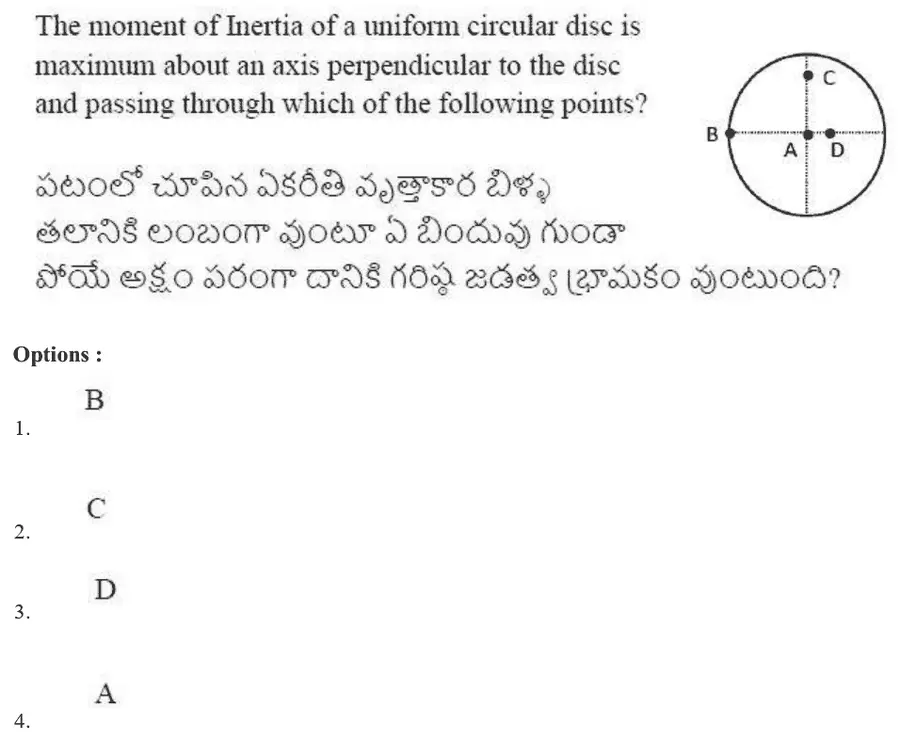 The moment of Inertia of a uniform circular disc is
maximum about an axis perpendicular to the disc
and passing through which of the following points?
C
B
A
D
పటంలో చూపిన ఏకరీతి వృత్తాకార బిళ్ళ
తలానికి లంబంగా వుంటూ ఏ బిందువు గుండా
పోయే అక్షం పరంగా దానికి గరిష్ఠ జడత్వ భ్రామకం వుంటుంది?
Options :
B
1.
C
2.
D
3.
A
4.